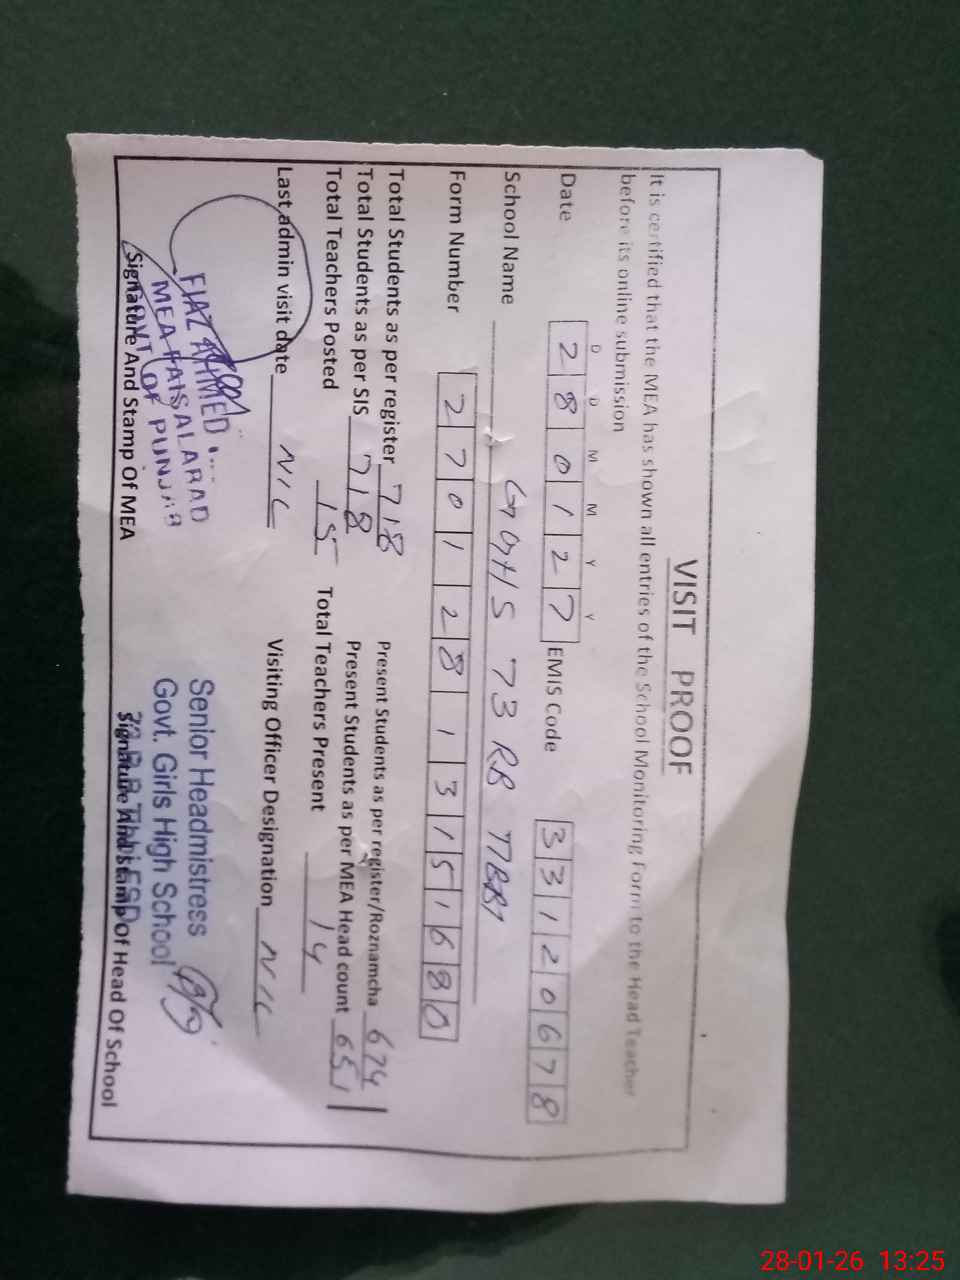 VISIT PROOF
It is certified that the MEA has shown all entries of the School Monitoring Form to the Head Teacher
before its online submission
D D M M Y Y
Date 2 8 0 1 2 7 EMIS Code 3 3 1 2 0 6 7 8
School Name GGHS 73 RB
Form Number 2 7 0 1 2 8 1 3 1 5 1 6 8 0
Total Students as per register 718 Present Students as per register/Roznamcha 674
Total Students as per SIS 718 Present Students as per MEA Head count 651
Total Teachers Posted 15 Total Teachers Present 14
Last admin visit date NIL Visiting Officer Designation NIL
FIAZ AHMED
MEA FAISALABAD
GOVT OF PUNJAB
Signature And Stamp Of MEA
Senior Headmistress
Govt. Girls High School
Signature And Stamp Of Head Of School
28-01-26 13:25